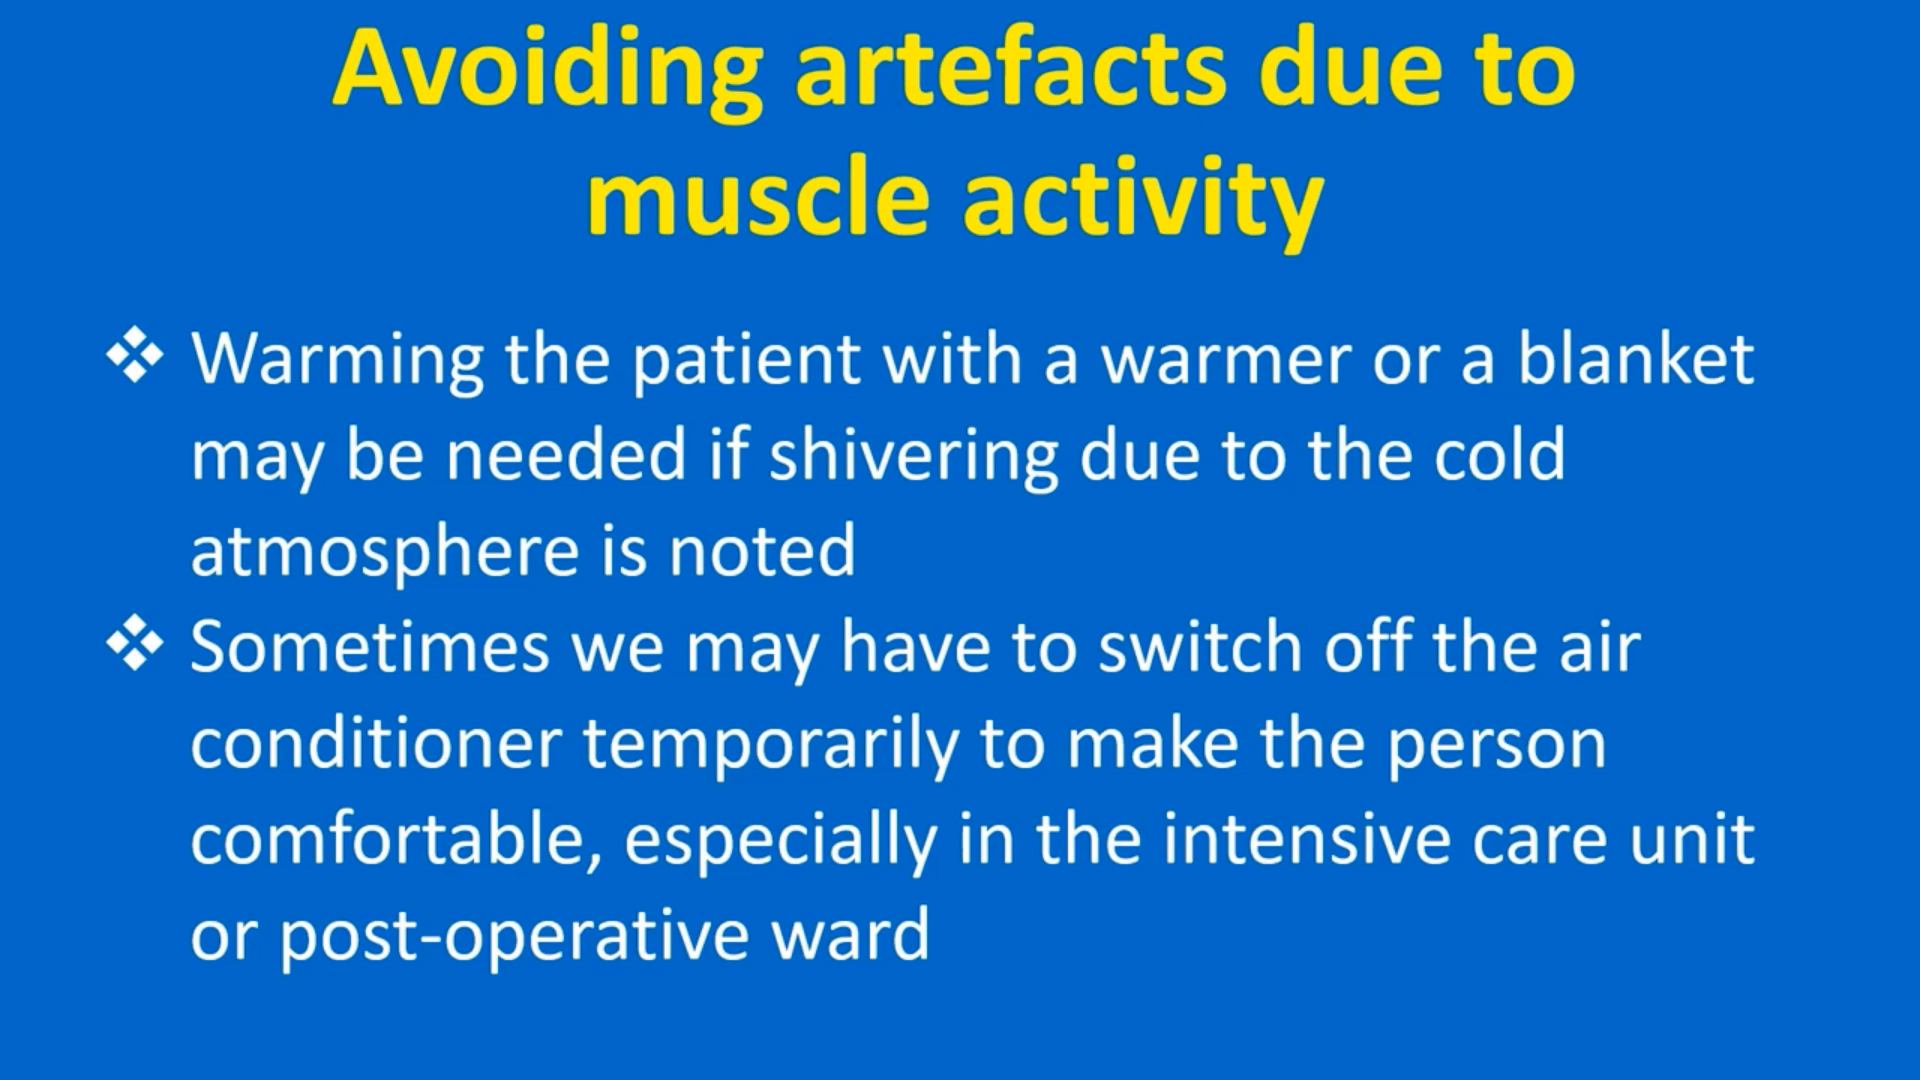 Avoiding artefacts due to
muscle activity
❖ Warming the patient with a warmer or a blanket
may be needed if shivering due to the cold
atmosphere is noted
❖ Sometimes we may have to switch off the air
conditioner temporarily to make the person
comfortable, especially in the intensive care unit
or post-operative ward